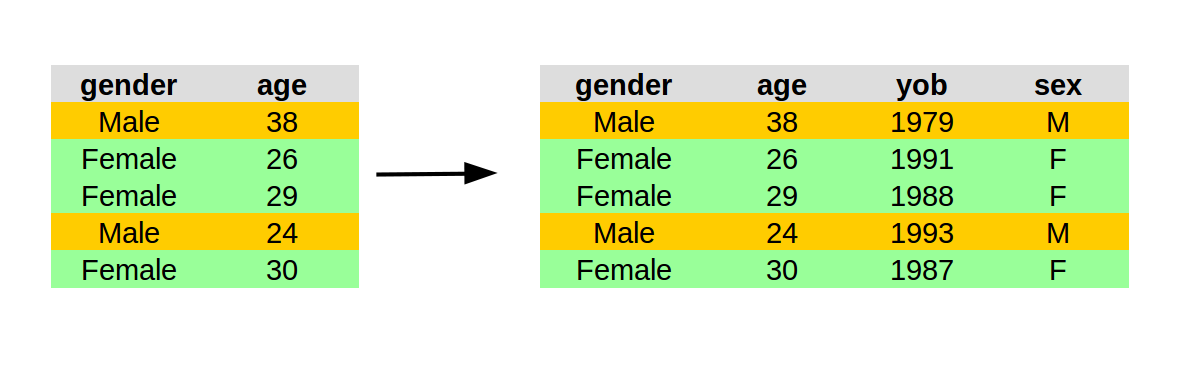 gender age
Male 38
Female 26
Female 29
Male 24
Female 30
gender age yob sex
Male 38 1979 M
Female 26 1991 F
Female 29 1988 F
Male 24 1993 M
Female 30 1987 F